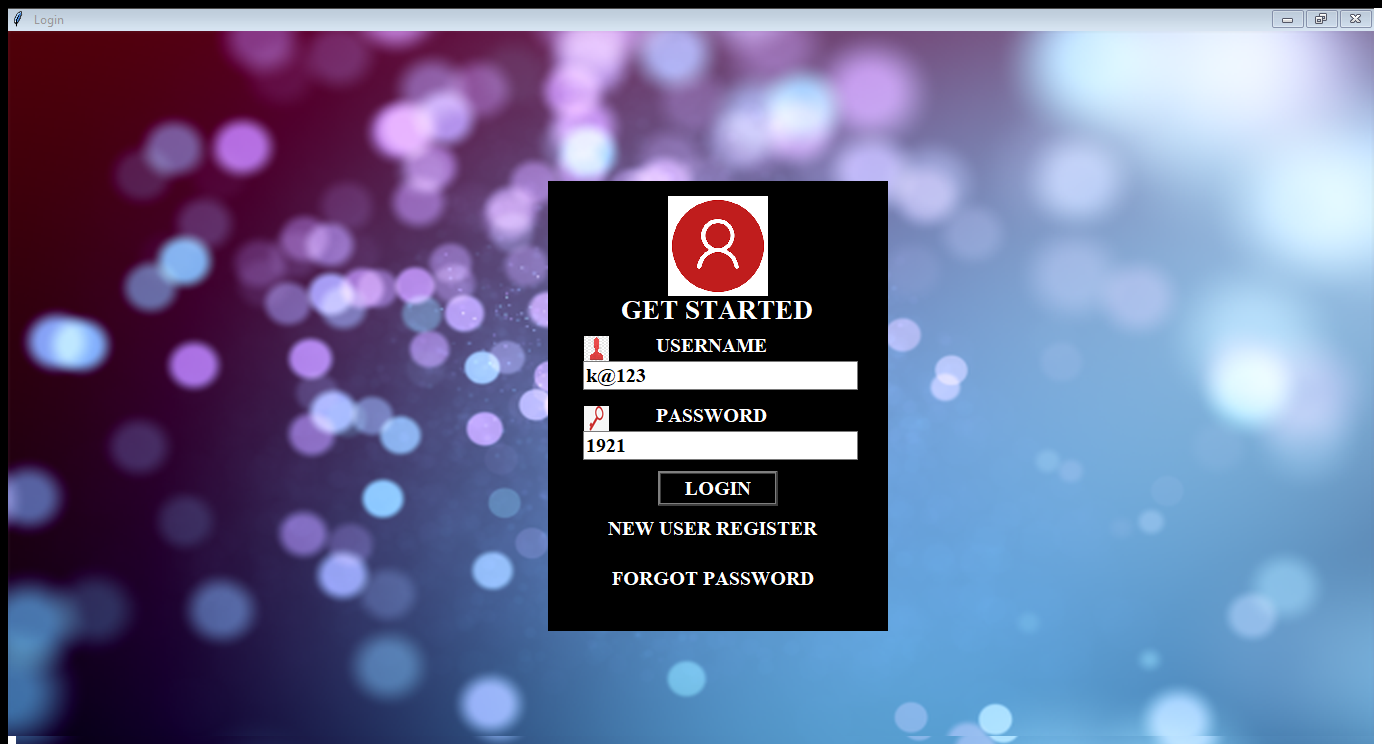 Login
GET STARTED
USERNAME
k@123
PASSWORD
1921
LOGIN
NEW USER REGISTER
FORGOT PASSWORD